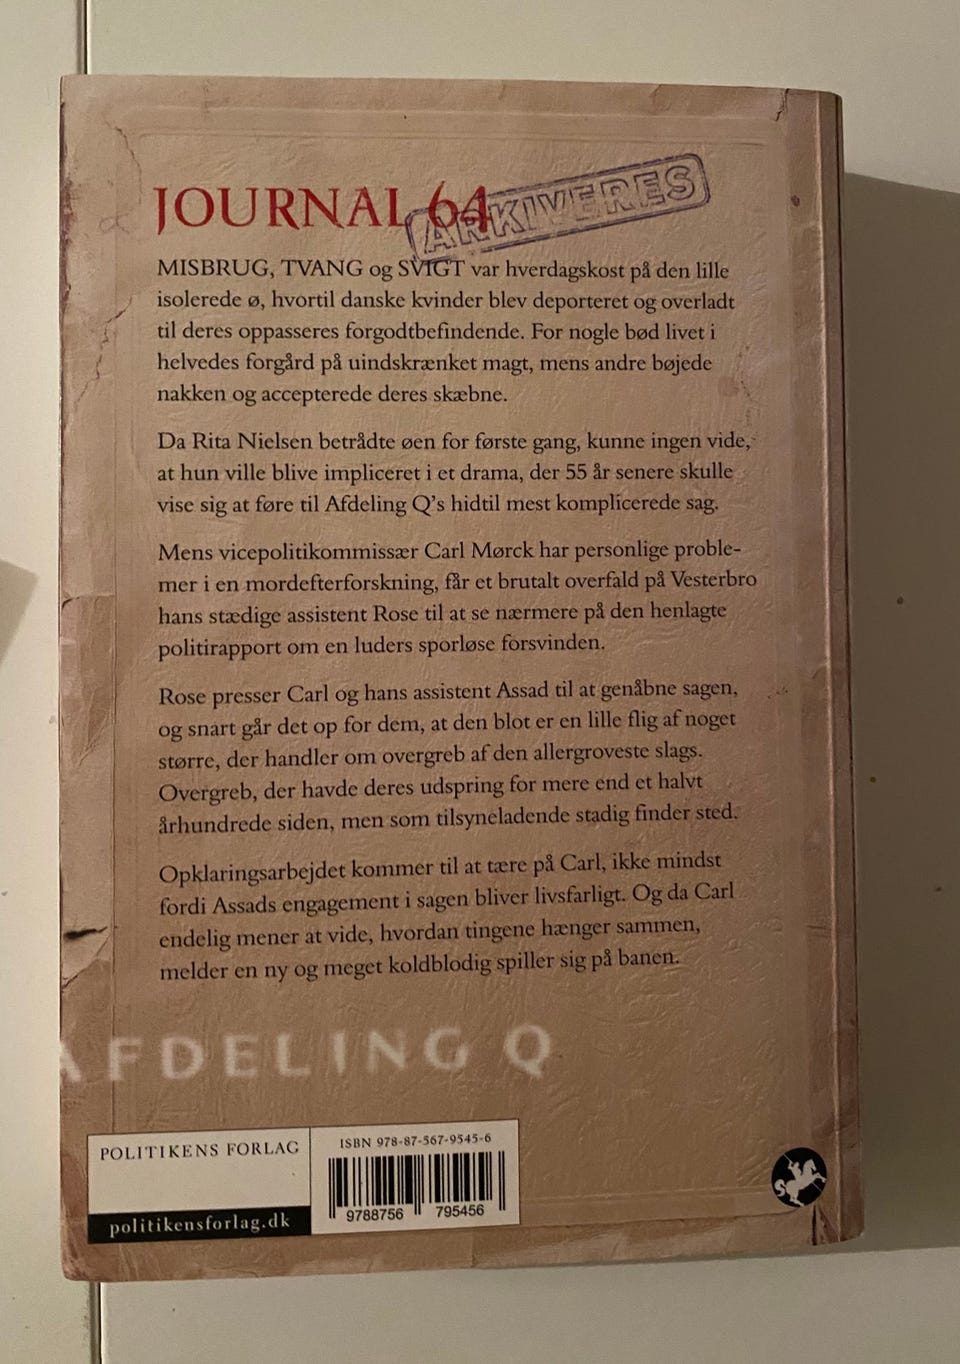 JOURNAL 64
ARKIVERES
MISBRUG, TVANG og SVIGT var hverdagskost på den lille
isolerede ø, hvortil danske kvinder blev deporteret og overladt
til deres oppasseres forgodtbefindende. For nogle bød livet i
helvedes forgård på uindskrænket magt, mens andre bøjede
nakken og accepterede deres skæbne.
Da Rita Nielsen betrådte øen for første gang, kunne ingen vide,
at hun ville blive impliceret i et drama, der 55 år senere skulle
vise sig at føre til Afdeling Q's hidtil mest komplicerede sag.
Mens vicepolitikommissær Carl Mørck har personlige proble-
mer i en mordefterforskning, får et brutalt overfald på Vesterbro
hans stædige assistent Rose til at se nærmere på den henlagte
politirapport om en luders sporløse forsvinden.
Rose presser Carl og hans assistent Assad til at genåbne sagen,
og snart går det op for dem, at den blot er en lille flig af noget
større, der handler om overgreb af den allergroveste slags.
Overgreb, der havde deres udspring for mere end et halvt
århundrede siden, men som tilsyneladende stadig finder sted.
Opklaringsarbejdet kommer til at tære på Carl, ikke mindst
fordi Assads engagement i sagen bliver livsfarligt. Og da Carl
endelig mener at vide, hvordan tingene hænger sammen,
melder en ny og meget koldblodig spiller sig på banen.
AFDELING Q
POLITIKENS FORLAG
politikensforlag.dk
ISBN 978-87-567-9545-6
9788756 795456